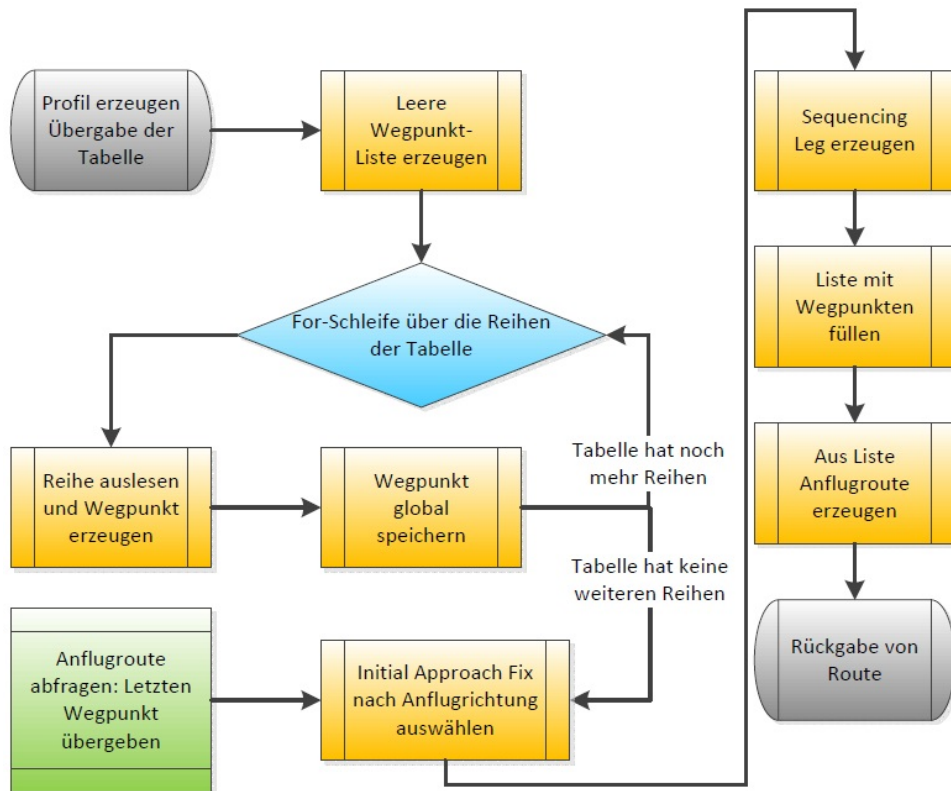 Profil erzeugen
Übergabe der
Tabelle
Leere
Wegpunkt-
Liste erzeugen
For-Schleife über die Reihen
der Tabelle
Reihe auslesen
und Wegpunkt
erzeugen
Wegpunkt
global
speichern
Tabelle hat noch
mehr Reihen
Tabelle hat keine
weiteren Reihen
Anflugroute
abfragen: Letzten
Wegpunkt
übergeben
Initial Approach Fix
nach Anflugrichtung
auswählen
Sequencing
Leg erzeugen
Liste mit
Wegpunkten
füllen
Aus Liste
Anflugroute
erzeugen
Rückgabe von
Route